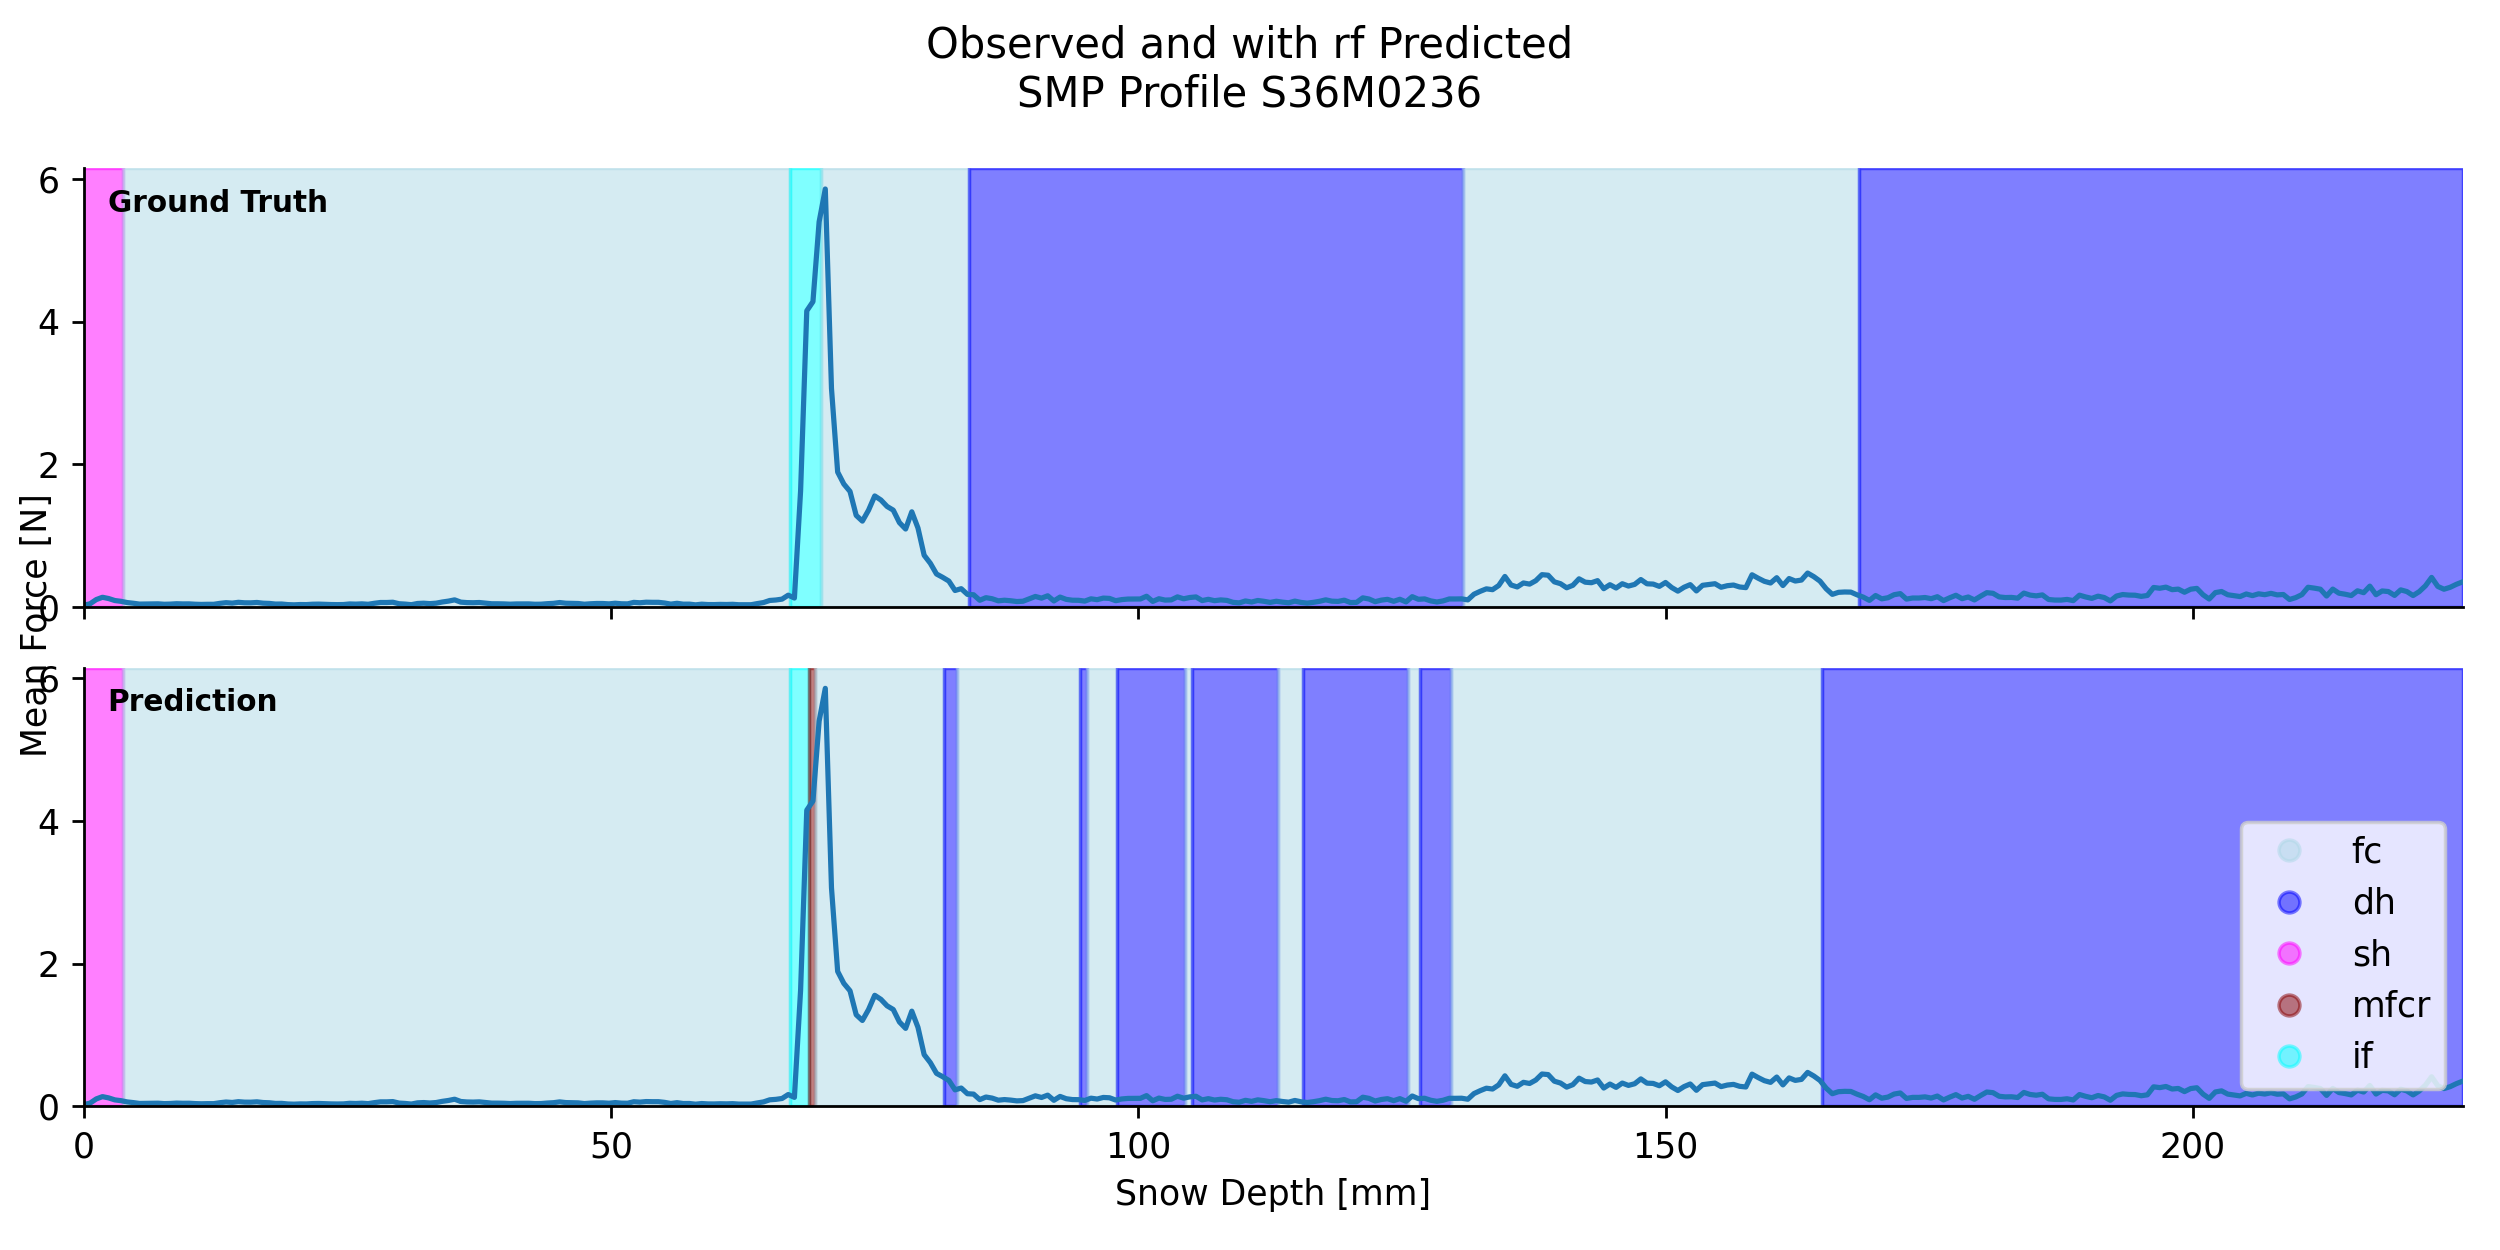 Observed and with rf Predicted
SMP Profile S36M0236
6
Ground Truth
4
2
0
Mean Force [N]
6
Prediction
4
2
0
fc
dh
sh
mfcr
if
0 50 100 150 200
Snow Depth [mm]